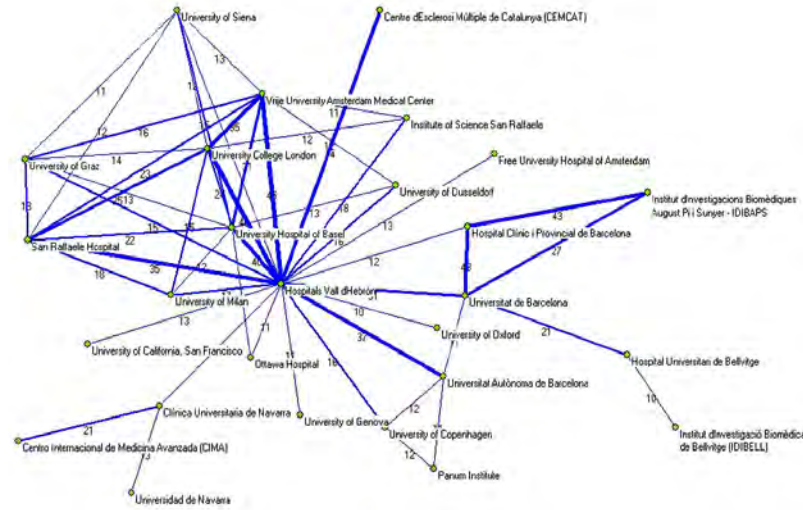 University of Siena
Centre d'Esclerosi Múltiple de Catalunya (CEMCAT)
13
Vrije University Amsterdam Medical Center
11
16
12
11
Institute of Science San Raffaele
12
14
University College London
Free University Hospital of Amsterdam
University of Graz
23
University of Dusseldorf
Institut d'Investigacions Biomèdiques
August Pi i Sunyer - IDIBAPS
13
18
13
43
15
University Hospital of Basel
Hospital Clínic i Provincial de Barcelona
San Raffaele Hospital
22
27
12
18
35
Hospitals Vall d'Hebrón
University of Milan
10
Universitat de Barcelona
13
37
University of Oxford
21
University of California, San Francisco
Ottawa Hospital
16
Hospital Universitari de Bellvitge
Universitat Autònoma de Barcelona
10
Clínica Universitaria de Navarra
University of Genova
12
21
University of Copenhagen
Centro Internacional de Medicina Avanzada (CIMA)
Institut d'Investigació Biomèdica
de Bellvitge (IDIBELL)
12
Panum Institute
Universidad de Navarra